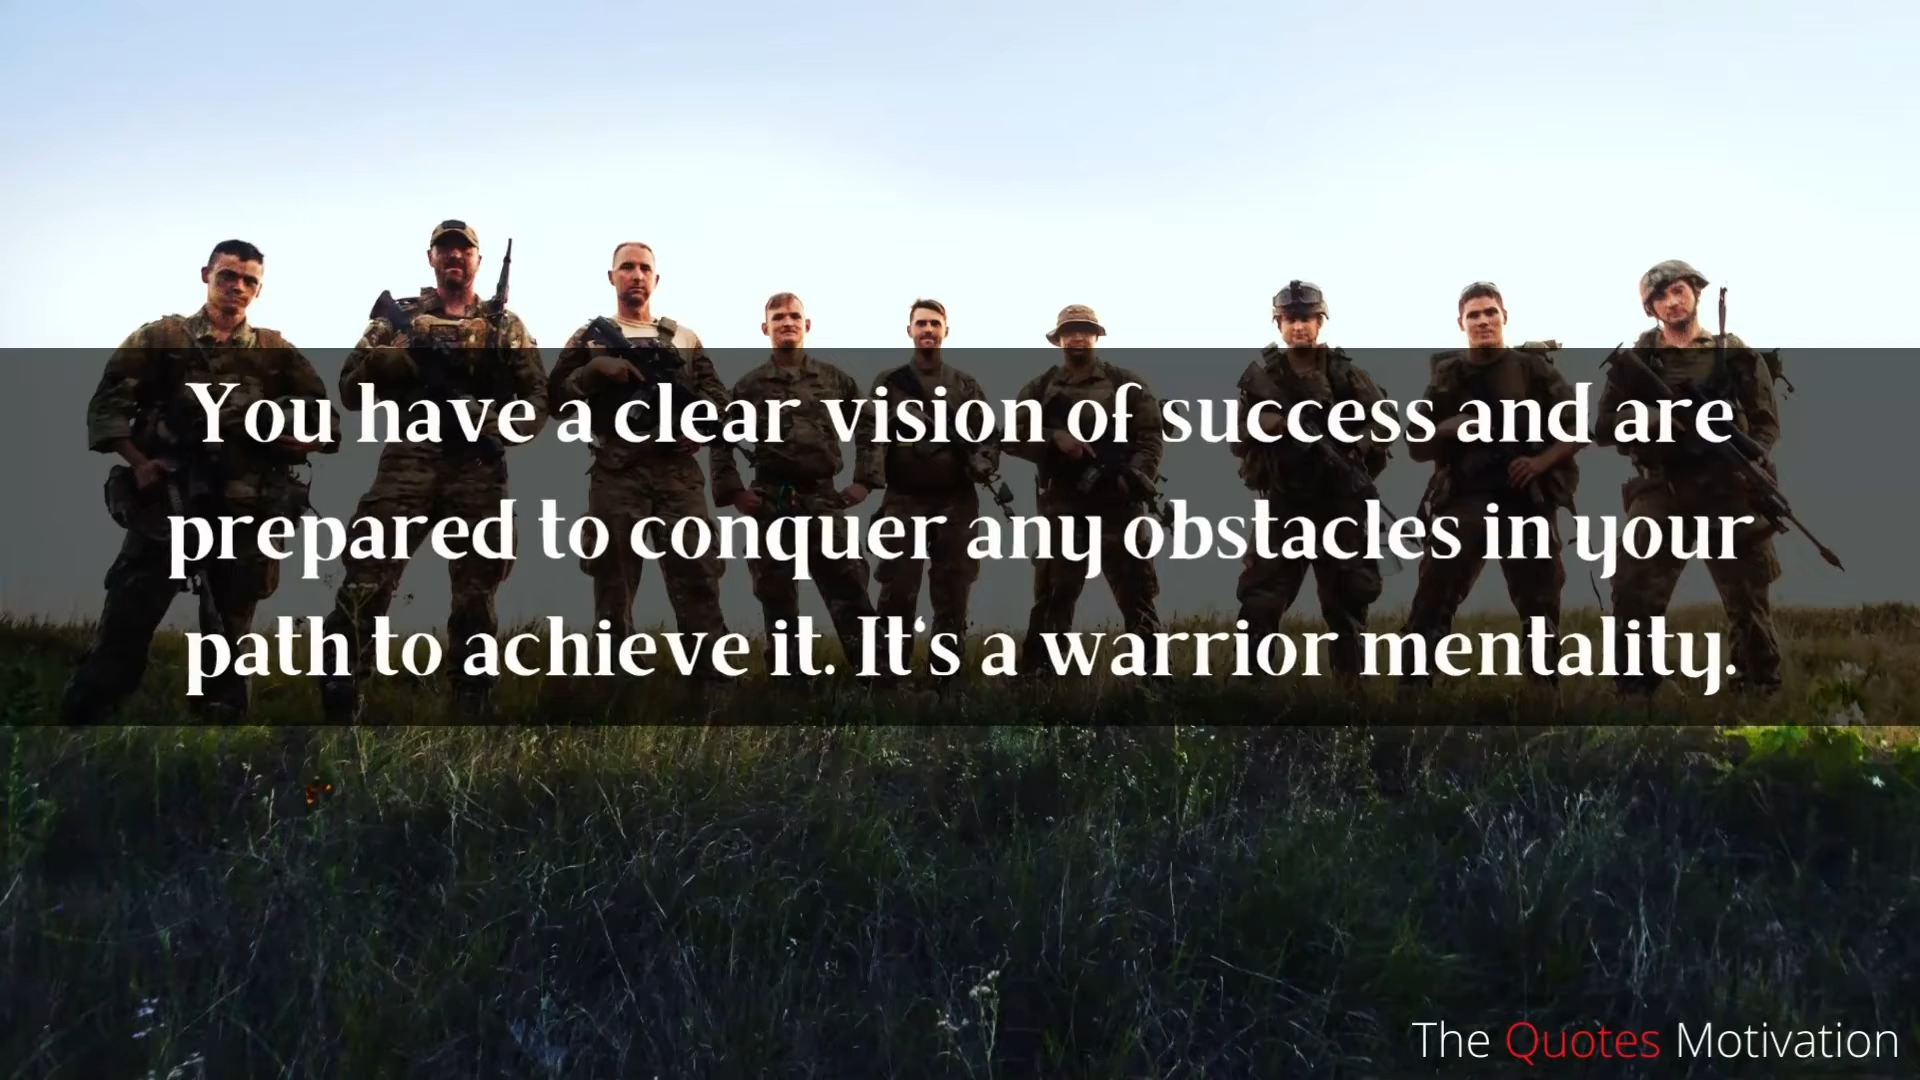 You have a clear vision of success and are
prepared to conquer any obstacles in your
path to achieve it. It‘s a warrior mentality.
The Quotes Motivation